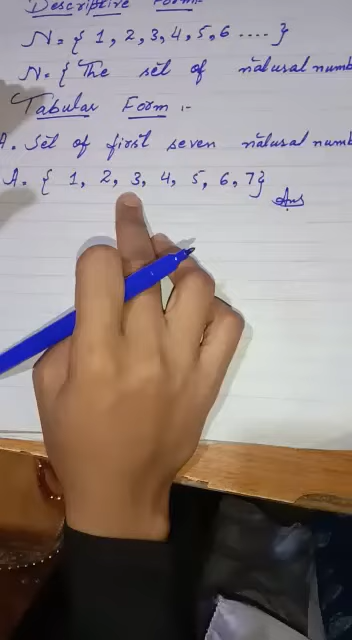 Descriptive Form:
N = { 1, 2, 3, 4, 5, 6 .... }
N = { The set of natural numb
Tabular Form :-
A. Set of first seven natural numb
A = { 1, 2, 3, 4, 5, 6, 7}
Ans